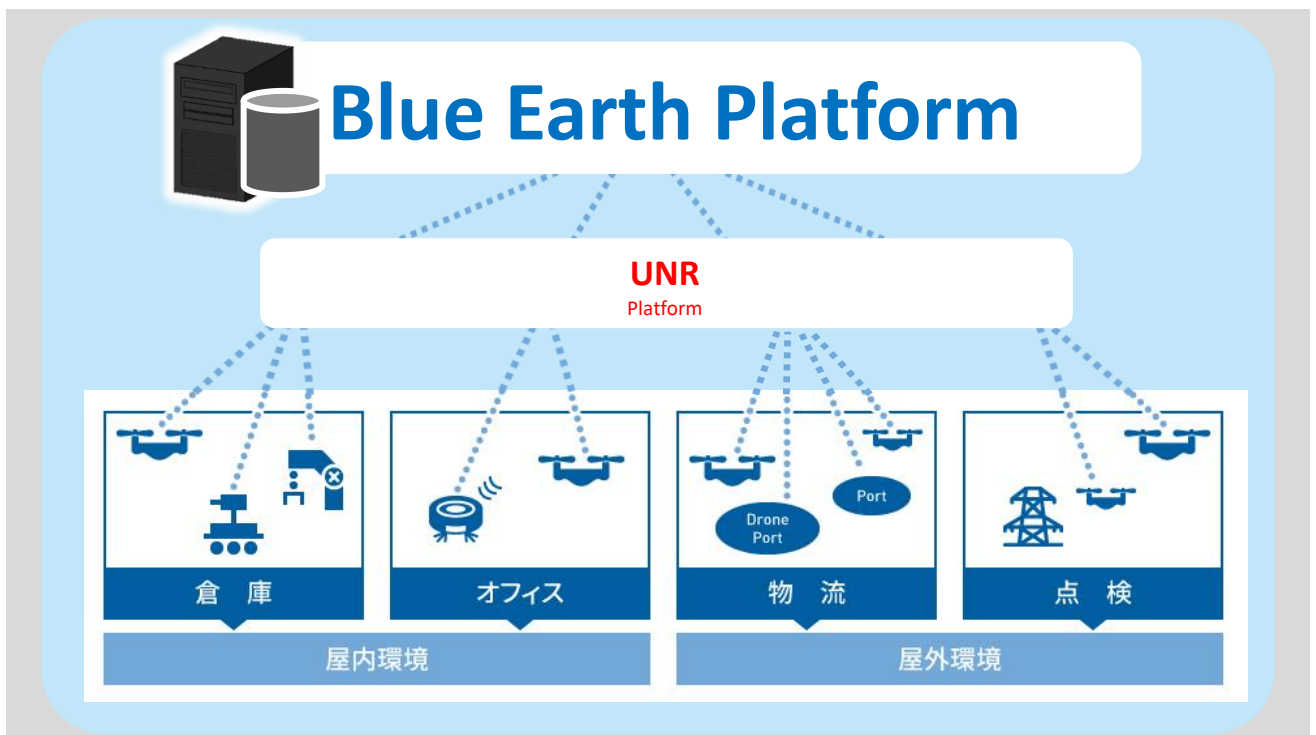 Blue Earth Platform
UNR
Platform
Drone
Port
Port
倉 庫
オフィス
物 流
点 検
屋内環境
屋外環境